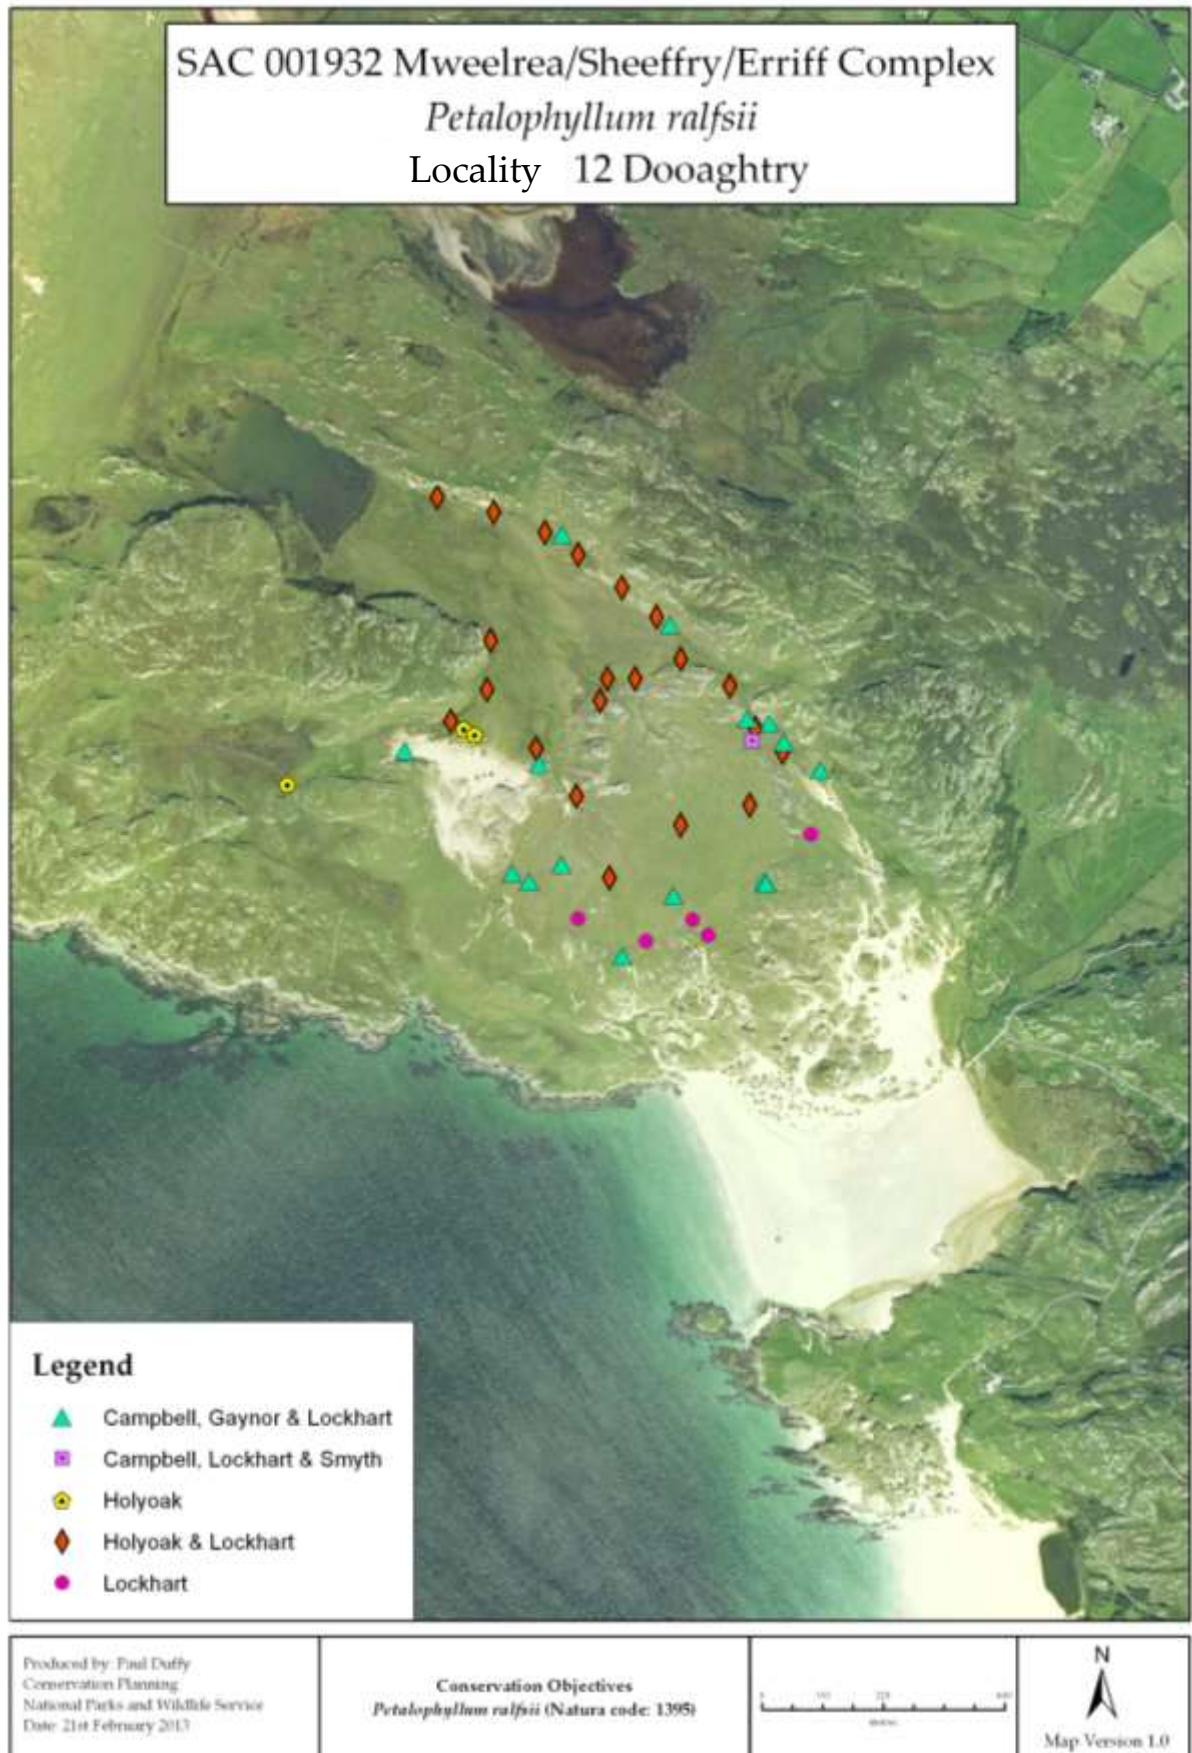 SAC 001932 Mweelrea/Sheeffry/Erriff Complex
Petalophyllum ralfsii
Locality 12 Dooaghtry
Legend
Campbell, Gaynor & Lockhart
Campbell, Lockhart & Smyth
Holyoak
Holyoak & Lockhart
Lockhart
Produced by: Paul Duffy
Conservation Planning
National Parks and Wildlife Service
Date: 21st February 2013
Conservation Objectives
Petalophyllum ralfsii (Natura code: 1395)
0
N
Map Version 1.0